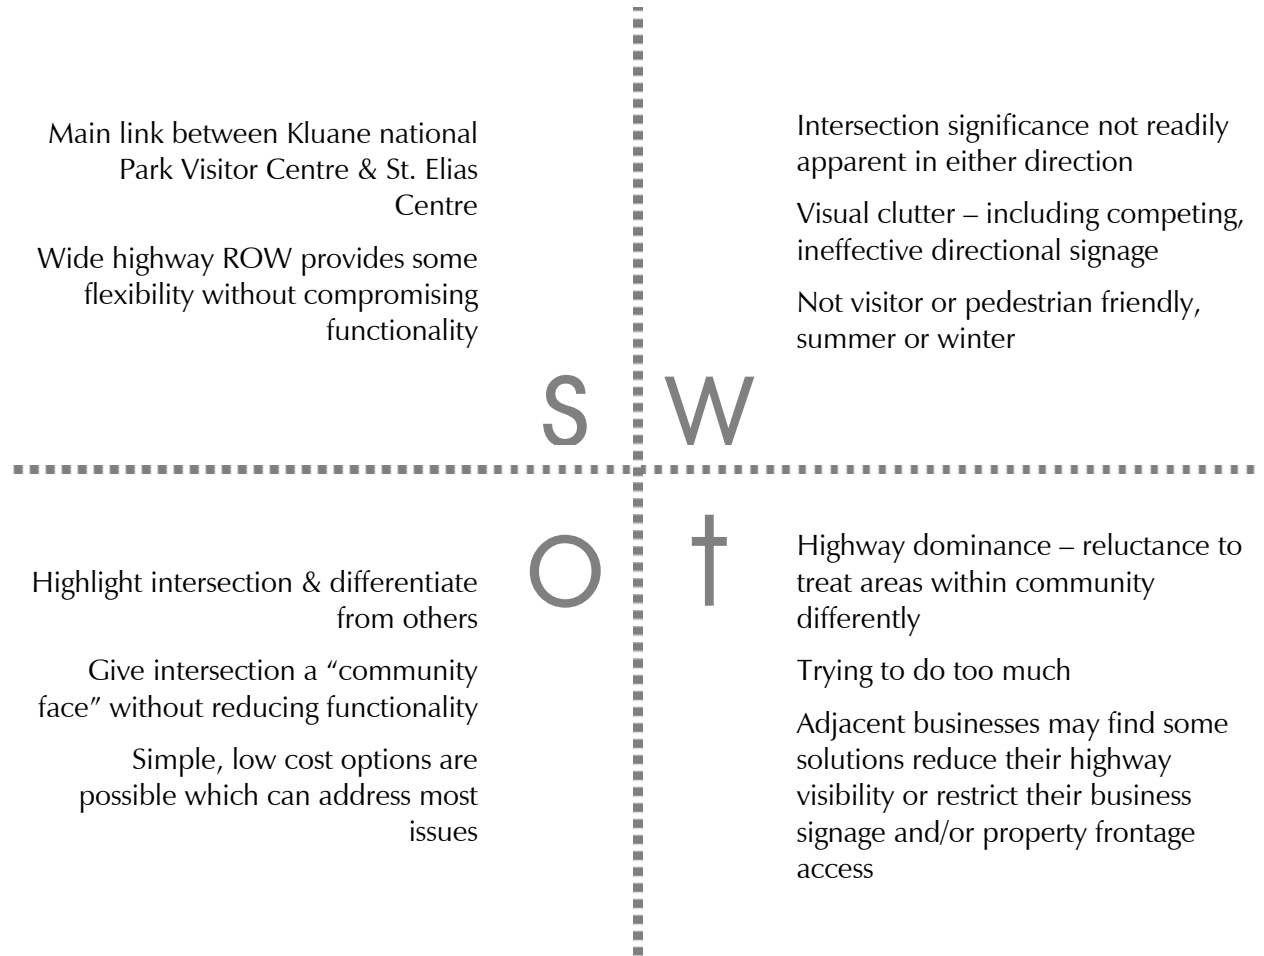 Main link between Kluane national
Park Visitor Centre & St. Elias
Centre
Wide highway ROW provides some
flexibility without compromising
functionality
s
Intersection significance not readily
apparent in either direction
Visual clutter – including competing,
ineffective directional signage
Not visitor or pedestrian friendly,
summer or winter
w
o
Highlight intersection & differentiate
from others
Give intersection a “community
face” without reducing functionality
Simple, low cost options are
possible which can address most
issues
t
Highway dominance – reluctance to
treat areas within community
differently
Trying to do too much
Adjacent businesses may find some
solutions reduce their highway
visibility or restrict their business
signage and/or property frontage
access